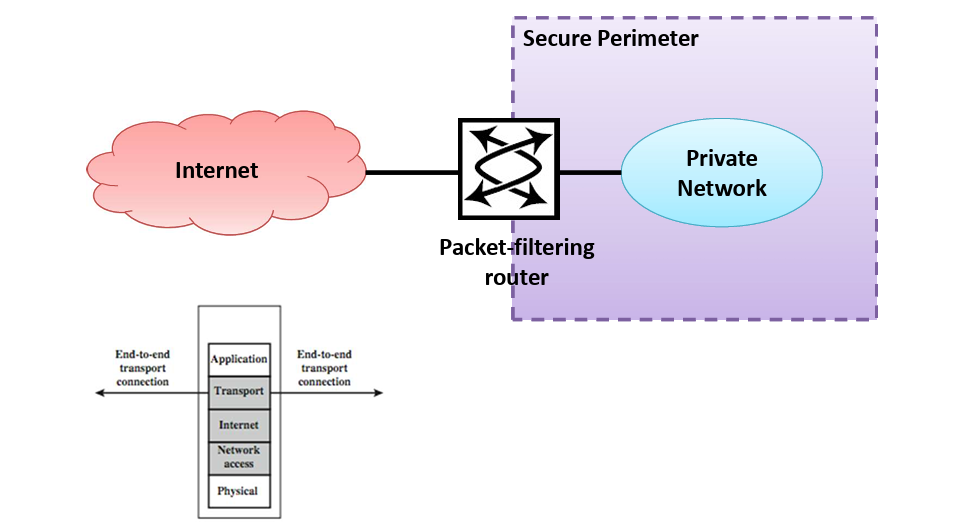 Secure Perimeter
Internet
Private
Network
Packet-filtering
router
End-to-end
transport
connection
End-to-end
transport
connection
Application
Transport
Internet
Network
access
Physical